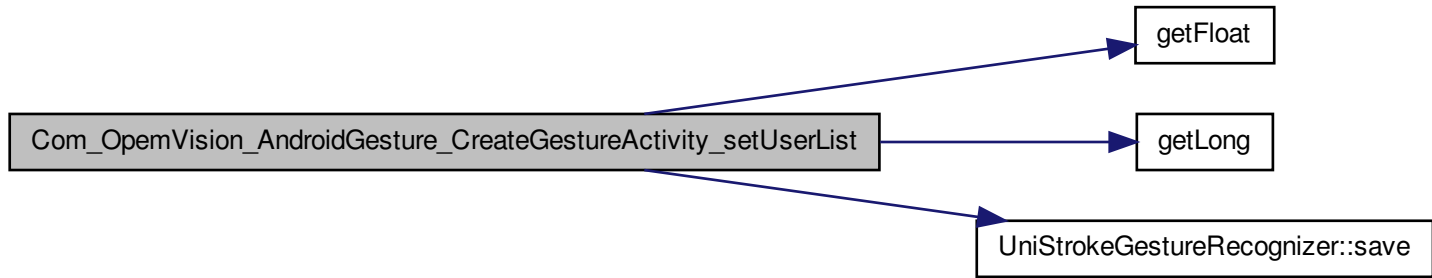 getFloat
Com_OpemVision_AndroidGesture_CreateGestureActivity_setUserList
getLong
UniStrokeGestureRecognizer::save